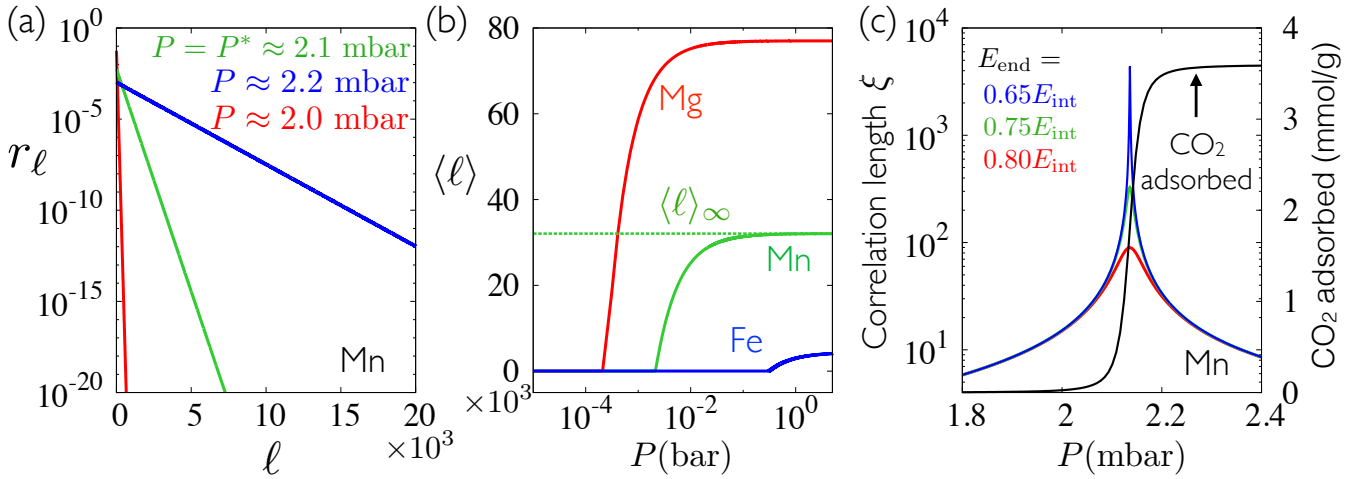 (a)
10^0
10^{-5}
10^{-10}
10^{-15}
10^{-20}
r_ℓ
P = P* ≈ 2.1 mbar
P ≈ 2.2 mbar
P ≈ 2.0 mbar
Mn
0 5 10 15 20
ℓ
×10^3
(b)
80
60
40
20
0
×10^3
⟨ℓ⟩
Mg
⟨ℓ⟩_∞
Mn
Fe
10^{-4} 10^{-2} 10^0
P(bar)
(c)
10^4
10^3
10^2
10^1
Correlation length ξ
E_end =
0.65E_int
0.75E_int
0.80E_int
CO_2
adsorbed
Mn
1.8 2 2.2 2.4
P(mbar)
4
3
2
1
0
CO_2 adsorbed (mmol/g)